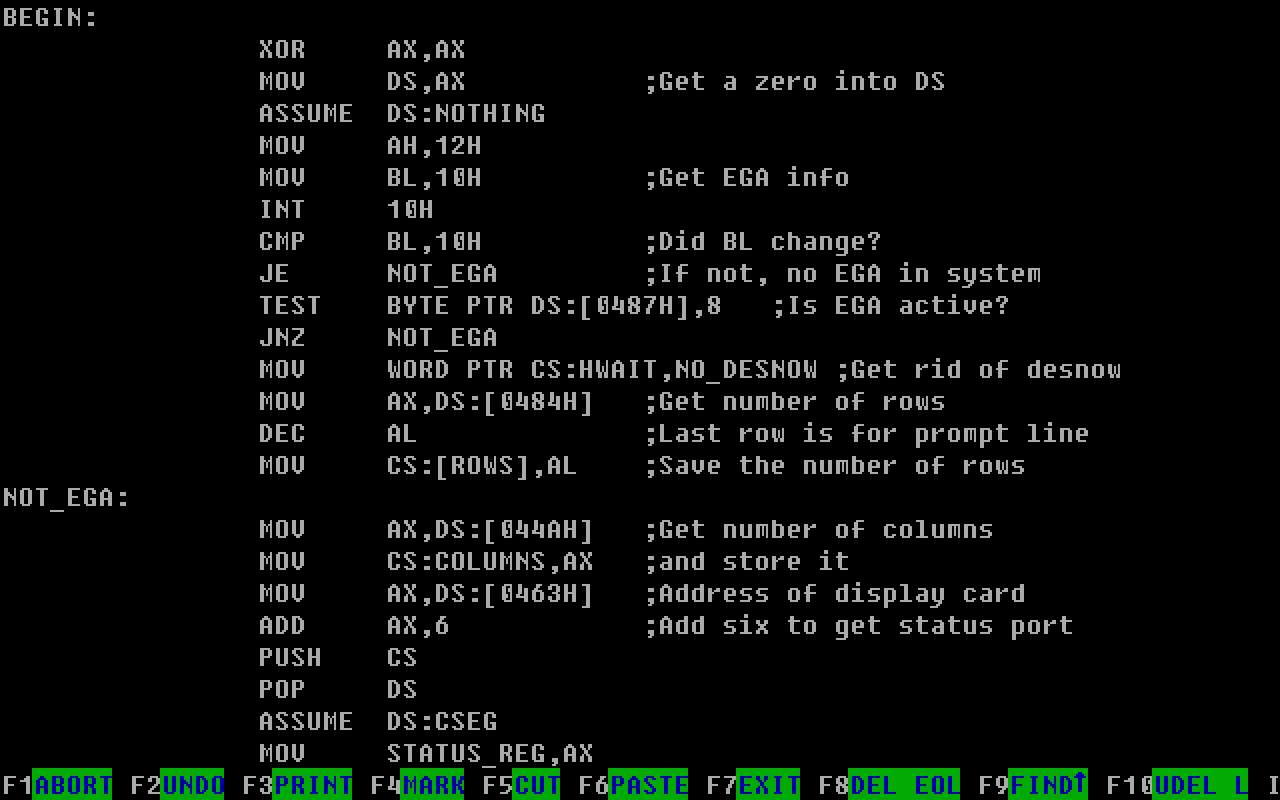 BEGIN:
XOR AX,AX
MOV DS,AX ;Get a zero into DS
ASSUME DS:NOTHING
MOV AH,12H
MOV BL,10H ;Get EGA info
INT 10H
CMP BL,10H ;Did BL change?
JE NOT_EGA ;If not, no EGA in system
TEST BYTE PTR DS:[0487H],8 ;Is EGA active?
JNZ NOT_EGA
MOV WORD PTR CS:HWAIT,NO_DESNOW ;Get rid of desnow
MOV AX,DS:[0484H] ;Get number of rows
DEC AL ;Last row is for prompt line
MOV CS:[ROWS],AL ;Save the number of rows
NOT_EGA:
MOV AX,DS:[044AH] ;Get number of columns
MOV CS:COLUMNS,AX ;and store it
MOV AX,DS:[0463H] ;Address of display card
ADD AX,6 ;Add six to get status port
PUSH CS
POP DS
ASSUME DS:CSEG
MOV STATUS_REG,AX
F1ABORT F2UNDO F3PRINT F4MARK F5CUT F6PASTE F7EXIT F8DEL EOL F9FIND↑ F10UDEL L I